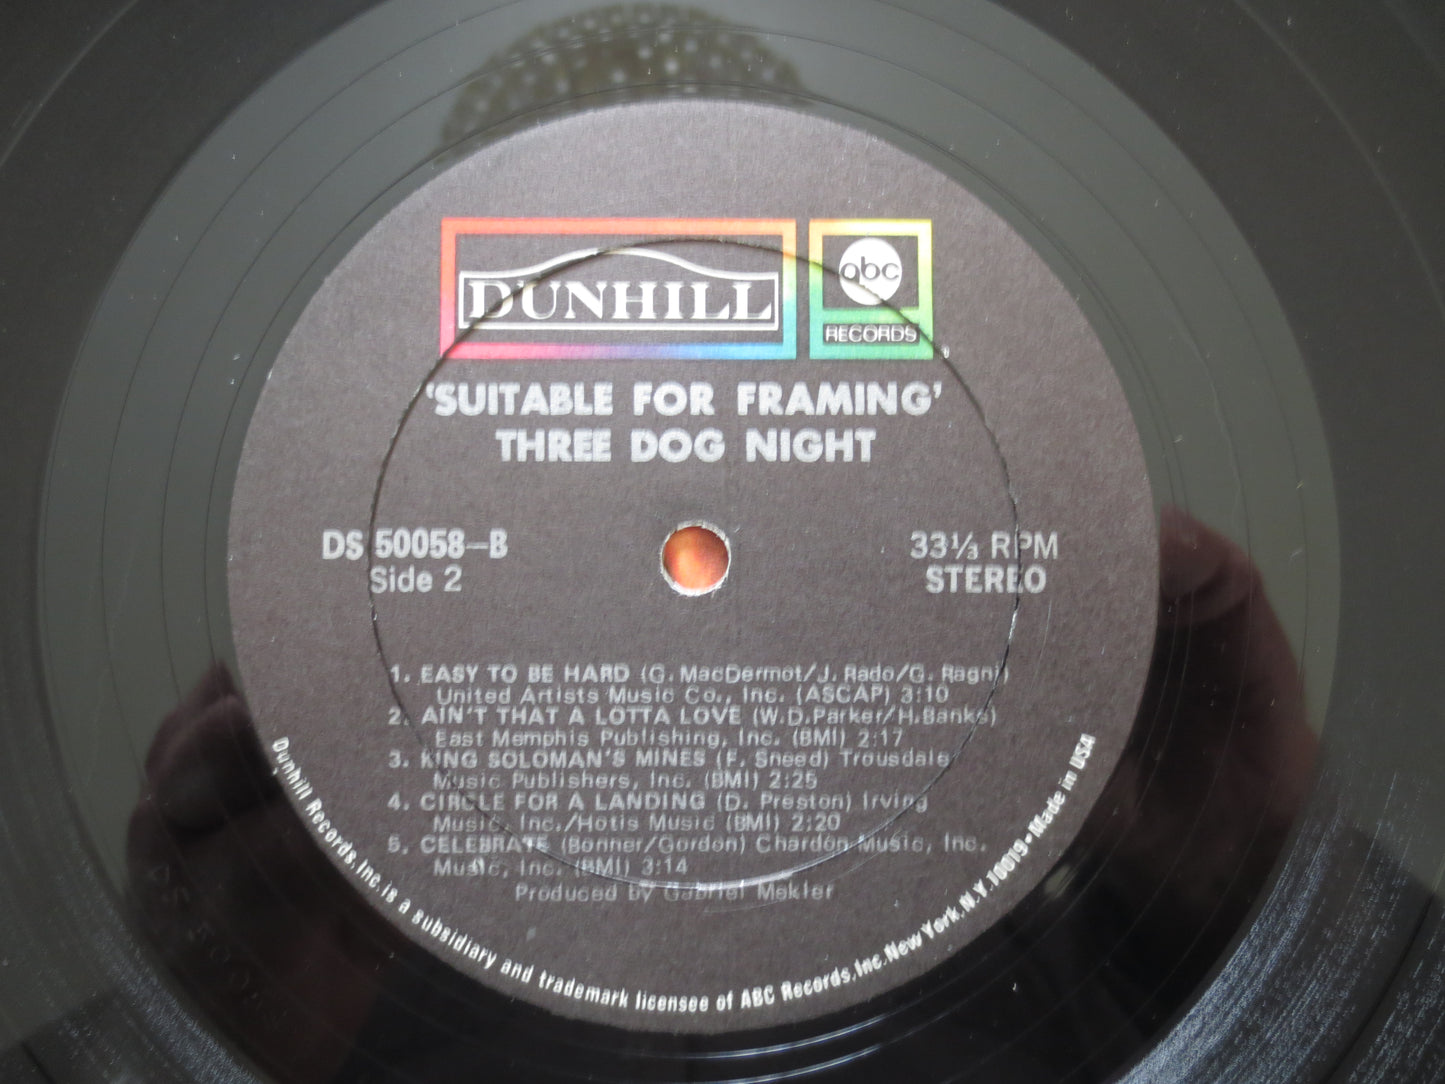 DUNHILL
abc
RECORDS
'SUITABLE FOR FRAMING'
THREE DOG NIGHT
DS 50058-B
Side 2
33⅓ RPM
STEREO
1. EASY TO BE HARD (G. MacDermot/J. Rado/G. Ragni)
United Artists Music Co., Inc. (ASCAP) 3:10
2. AIN'T THAT A LOTTA LOVE (W.D.Parker/H.Banks)
East Memphis Publishing, Inc. (BMI) 2:17
3. KING SOLOMAN'S MINES (F. Sneed) Trousdale
Music Publishers, Inc. (BMI) 2:25
4. CIRCLE FOR A LANDING (D. Preston) Irving
Music, Inc./Hotis Music (BMI) 2:20
5. CELEBRATE (Bonner/Gordon) Chardon Music, Inc.
Music, Inc. (BMI) 3:14
Produced by Gabriel Mekler
Dunhill Records, Inc. is a subsidiary and trademark licensee of ABC Records, Inc. New York, N.Y. 10019 • Made in USA